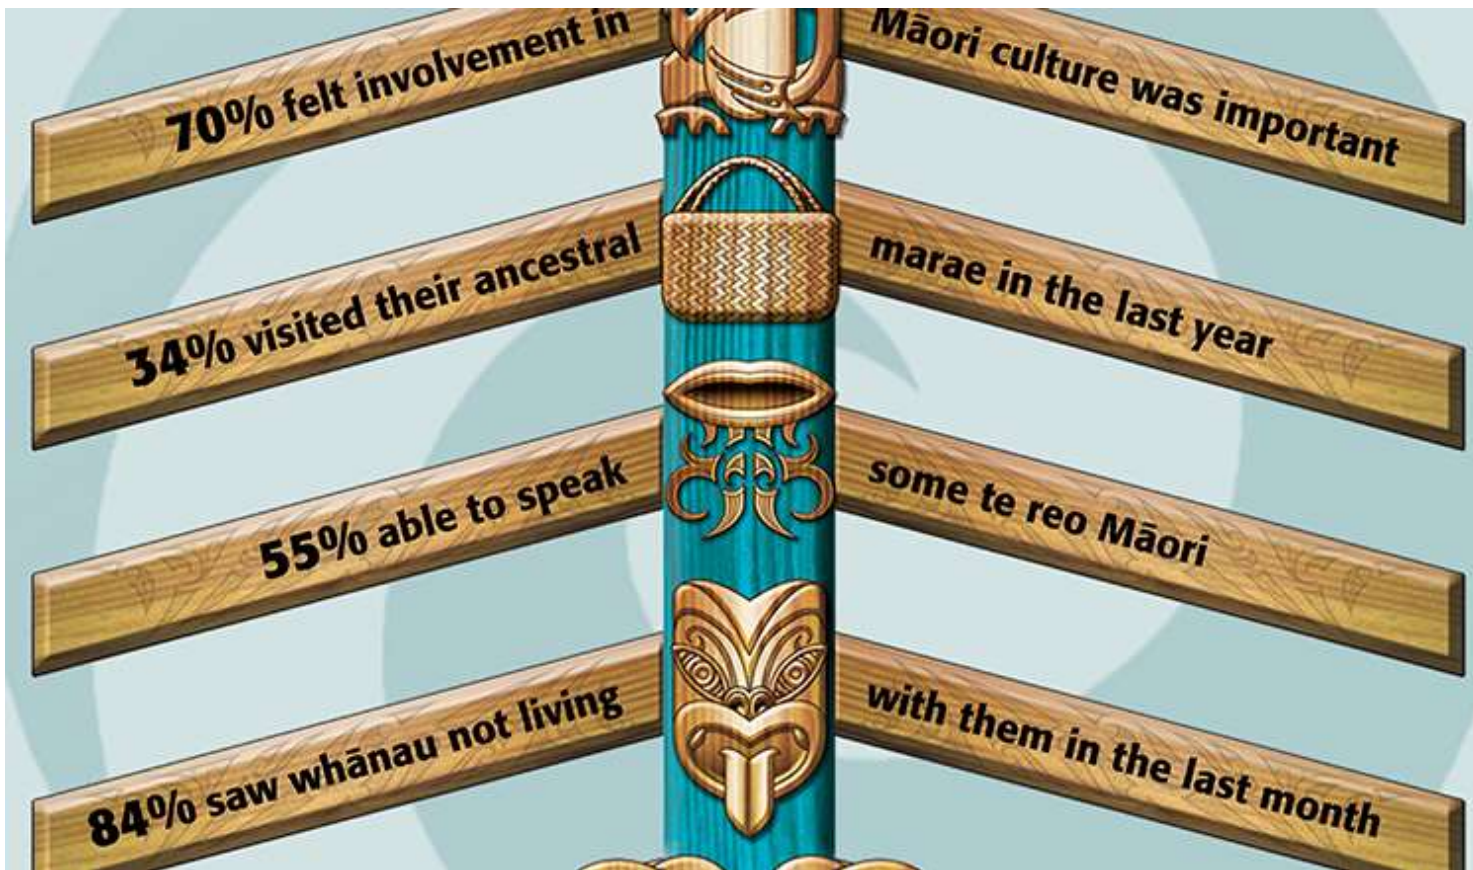 70% felt involvement in Māori culture was important
34% visited their ancestral marae in the last year
55% able to speak some te reo Māori
84% saw whānau not living with them in the last month